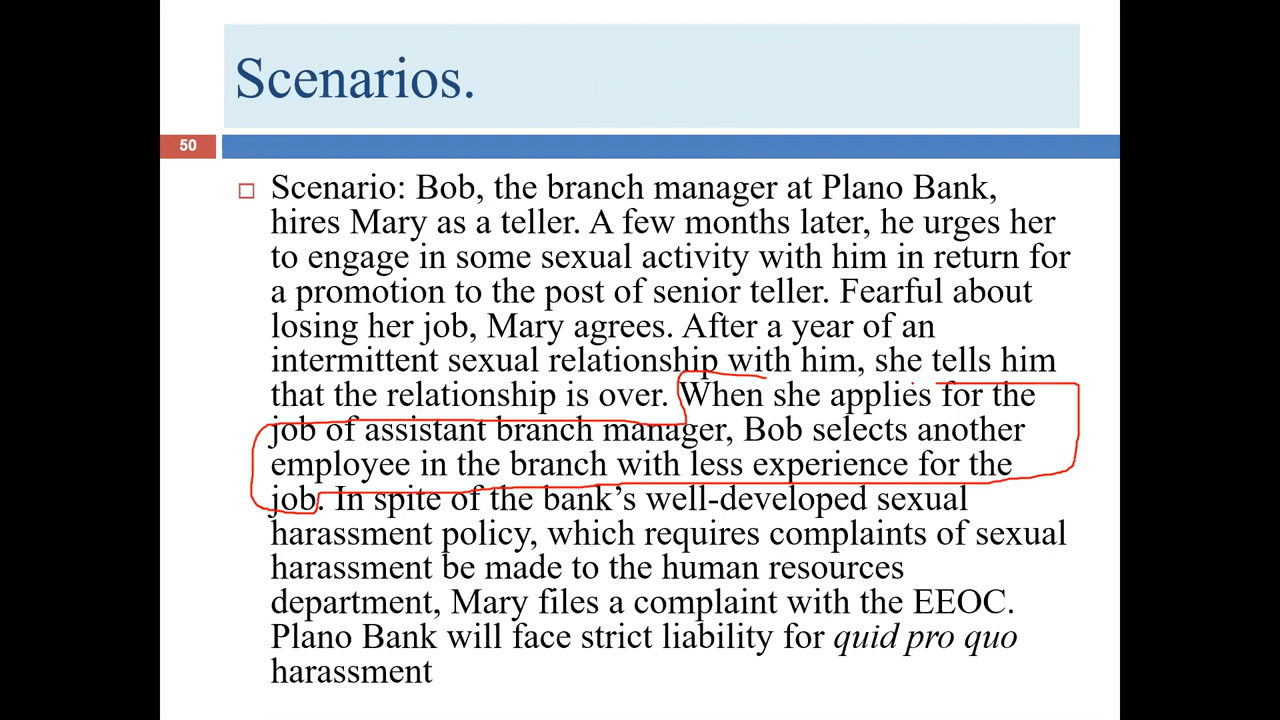 Scenarios.
50
Scenario: Bob, the branch manager at Plano Bank,
hires Mary as a teller. A few months later, he urges her
to engage in some sexual activity with him in return for
a promotion to the post of senior teller. Fearful about
losing her job, Mary agrees. After a year of an
intermittent sexual relationship with him, she tells him
that the relationship is over. When she applies for the
job of assistant branch manager, Bob selects another
employee in the branch with less experience for the
job. In spite of the bank’s well-developed sexual
harassment policy, which requires complaints of sexual
harassment be made to the human resources
department, Mary files a complaint with the EEOC.
Plano Bank will face strict liability for quid pro quo
harassment